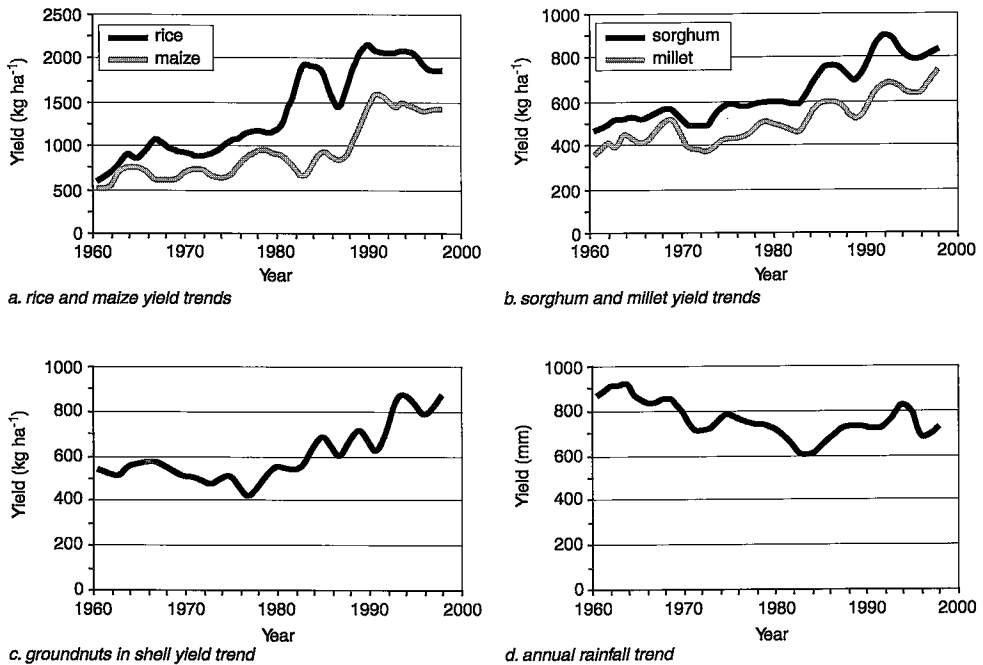 2500
2000
1500
1000
500
0
Yield (kg ha⁻¹)
rice
maize
1960 1970 1980 1990 2000
Year
a. rice and maize yield trends
1000
800
600
400
200
0
Yield (kg ha⁻¹)
sorghum
millet
1960 1970 1980 1990 2000
Year
b. sorghum and millet yield trends
1000
800
600
400
200
0
Yield (kg ha⁻¹)
1960 1970 1980 1990 2000
Year
c. groundnuts in shell yield trend
1000
800
600
400
200
0
Yield (mm)
1960 1970 1980 1990 2000
Year
d. annual rainfall trend